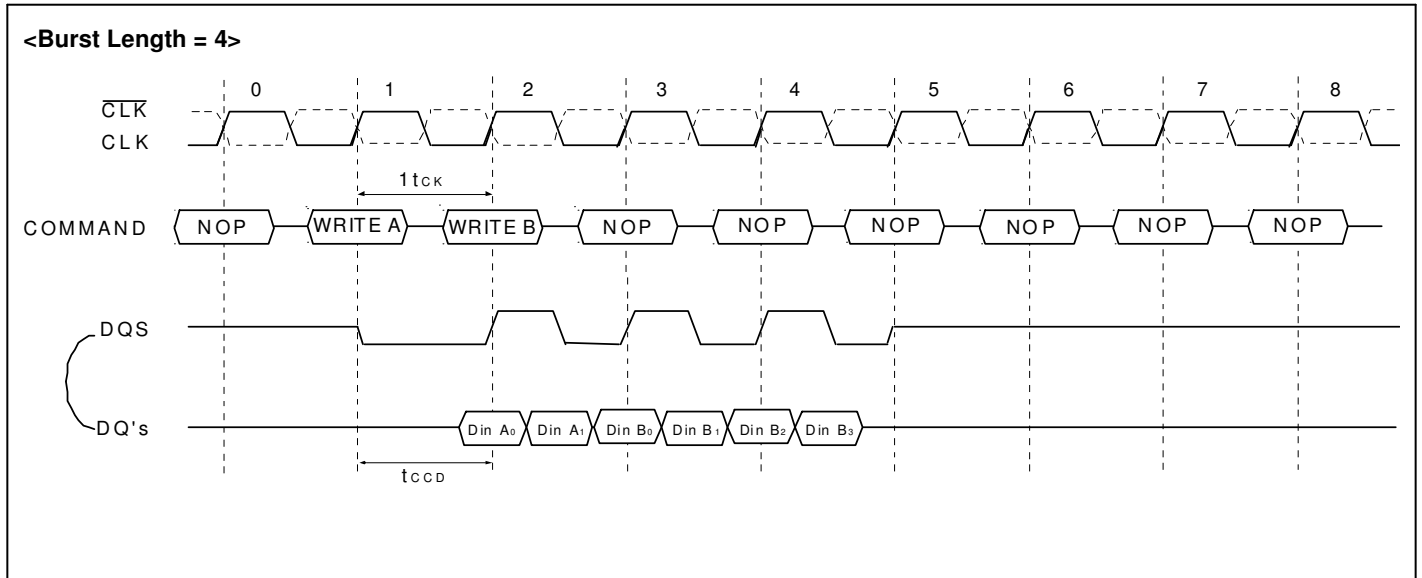 <Burst Length = 4>
0 1 2 3 4 5 6 7 8
CLK
CLK
1tCK
COMMAND NOP WRITE A WRITE B NOP NOP NOP NOP NOP NOP
DQS
DQ's Din A0 Din A1 Din B0 Din B1 Din B2 Din B3
tCCD